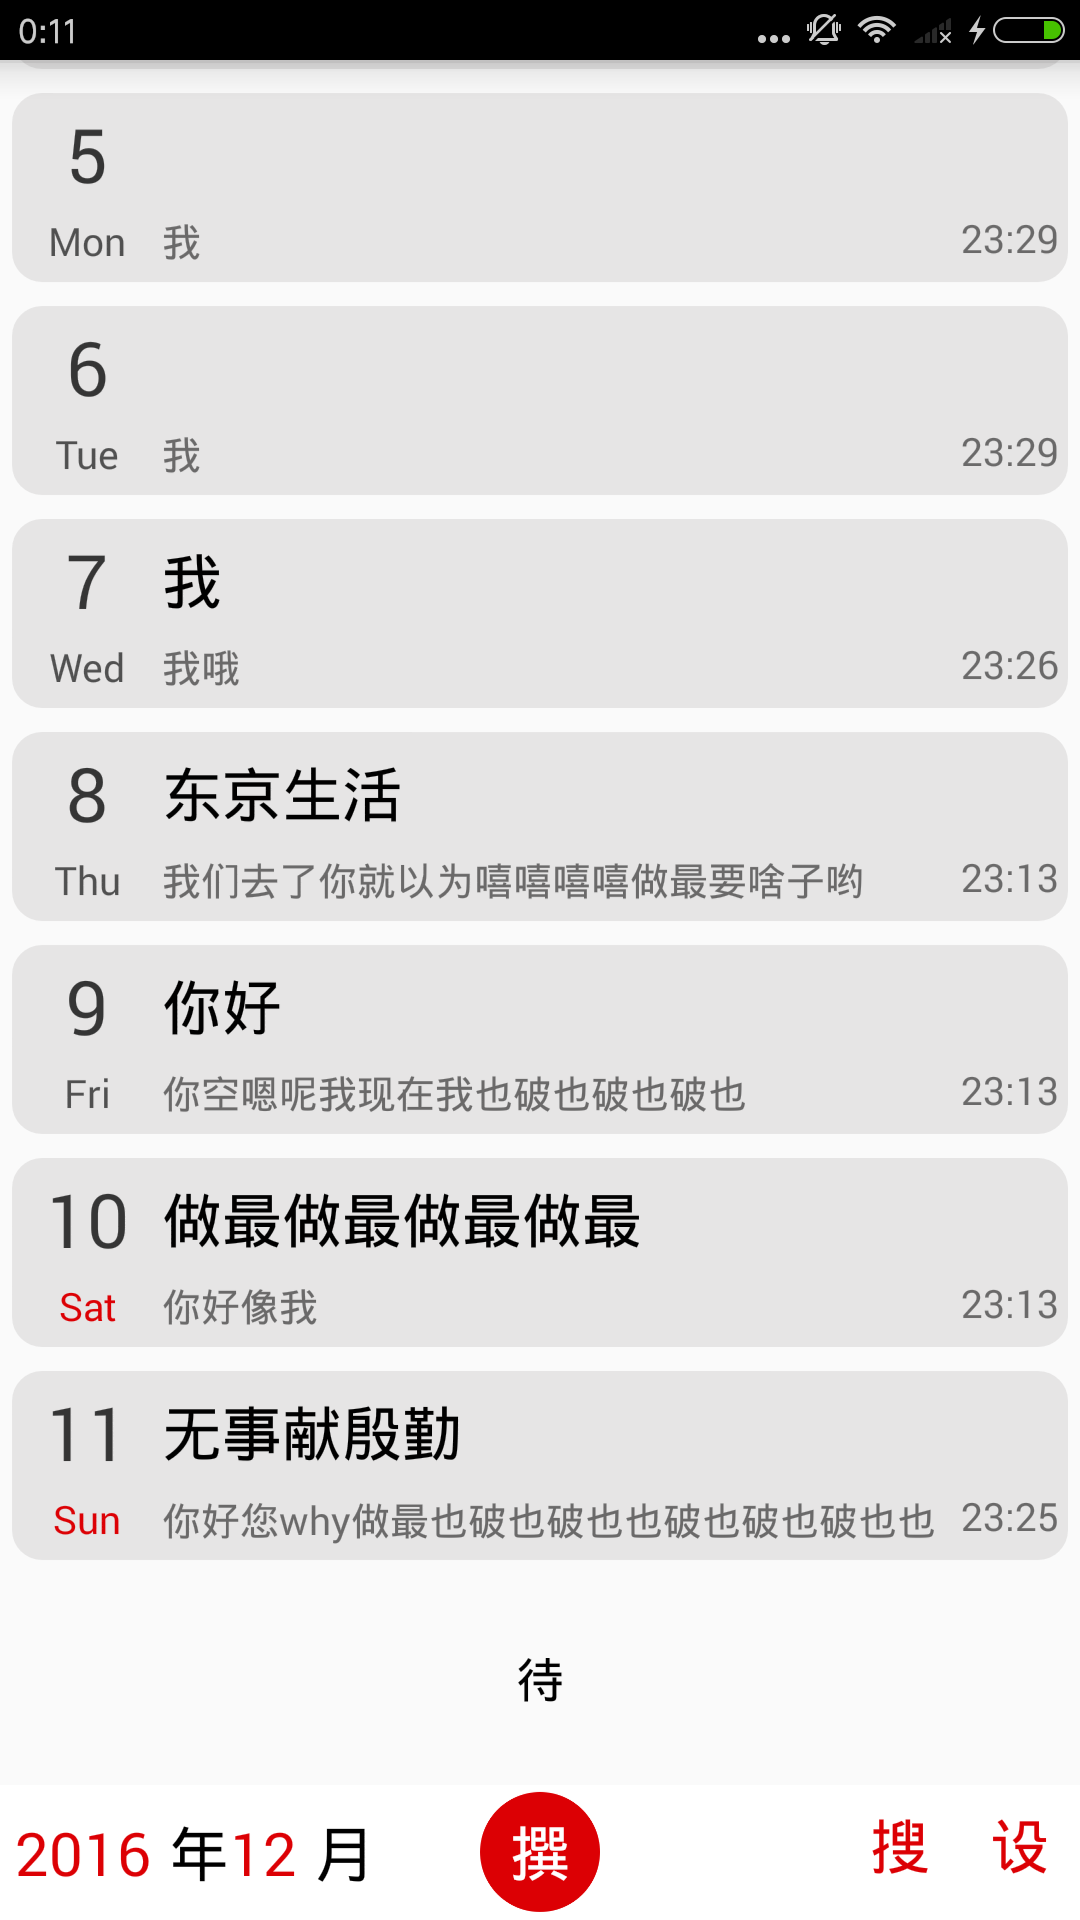 0:11
5
Mon 我 23:29
6
Tue 我 23:29
7 我
Wed 我哦 23:26
8 东京生活
Thu 我们去了你就以为嘻嘻嘻嘻做最要啥子哟 23:13
9 你好
Fri 你空嗯呢我现在我也破也破也破也 23:13
10 做最做最做最做最
Sat 你好像我 23:13
11 无事献殷勤
Sun 你好您why做最也破也破也也破也破也破也也 23:25
待
2016 年12 月 撰 搜 设